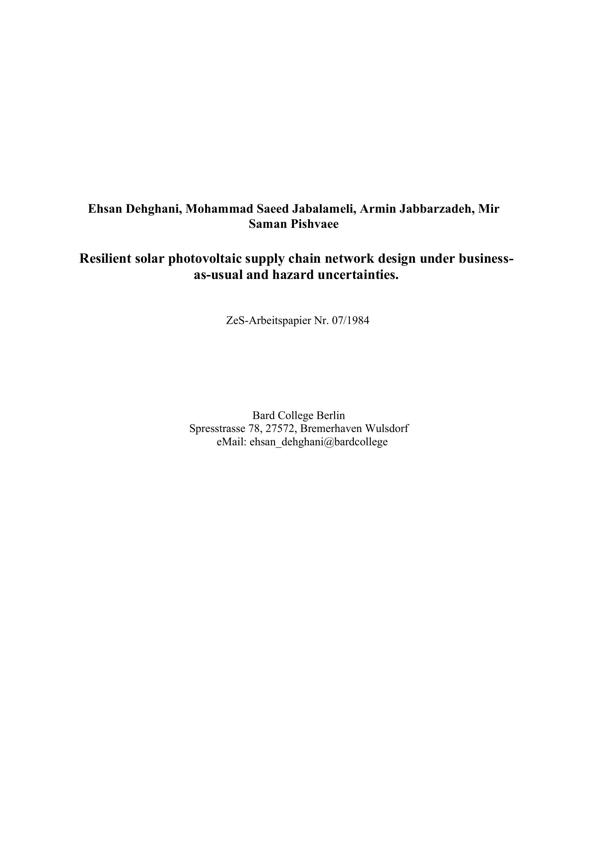 Ehsan Dehghani, Mohammad Saeed Jabalameli, Armin Jabbarzadeh, Mir
Saman Pishvaee
Resilient solar photovoltaic supply chain network design under business-
as-usual and hazard uncertainties.
ZeS-Arbeitspapier Nr. 07/1984
Bard College Berlin
Spresstrasse 78, 27572, Bremerhaven Wulsdorf
eMail: ehsan_dehghani@bardcollege